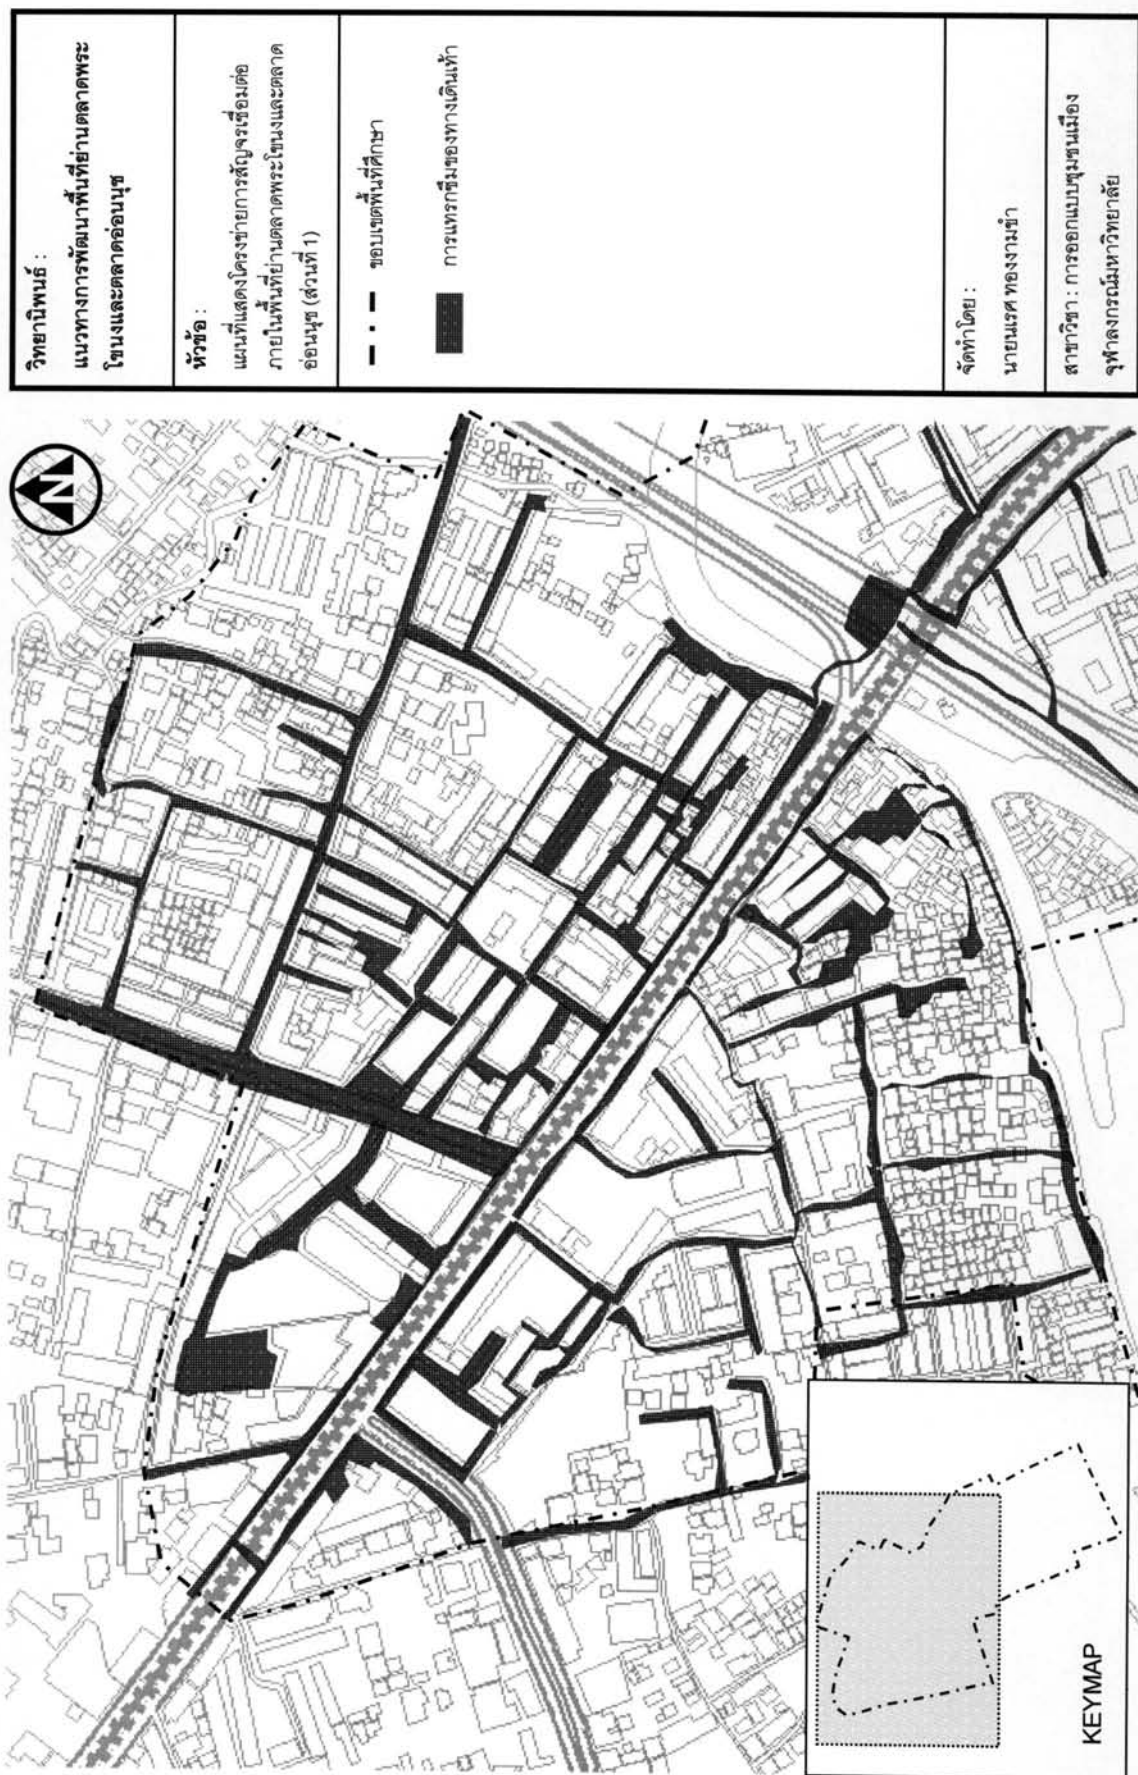 วิทยานิพนธ์ :
แนวทางการพัฒนาพื้นที่ย่านตลาดพระ
โขนงและตลาดอ่อนนุช
หัวข้อ :
แผนที่แสดงโครงข่ายการสัญจรเชื่อมต่อ
ภายในพื้นที่ย่านตลาดพระโขนงและตลาด
อ่อนนุช (ส่วนที่ 1)
ขอบเขตพื้นที่ศึกษา
การแทรกซึมของทางเดินเท้า
จัดทำโดย :
นายนเรศ ทองงามขำ
สาขาวิชา : การออกแบบชุมชนเมือง
จุฬาลงกรณ์มหาวิทยาลัย
N
KEYMAP